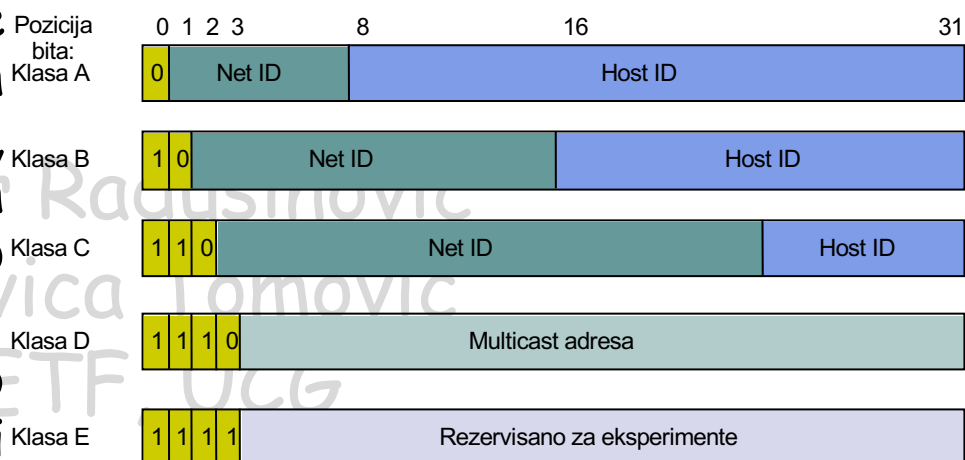 Pozicija bita: 0 1 2 3 8 16 31
Klasa A 0 Net ID Host ID
Klasa B 1 0 Net ID Host ID
Radusinović
Klasa C 1 1 0 Net ID Host ID
Tomović
Klasa D 1 1 1 0 Multicast adresa
ETF, UCG
Klasa E 1 1 1 1 Rezervisano za eksperimente